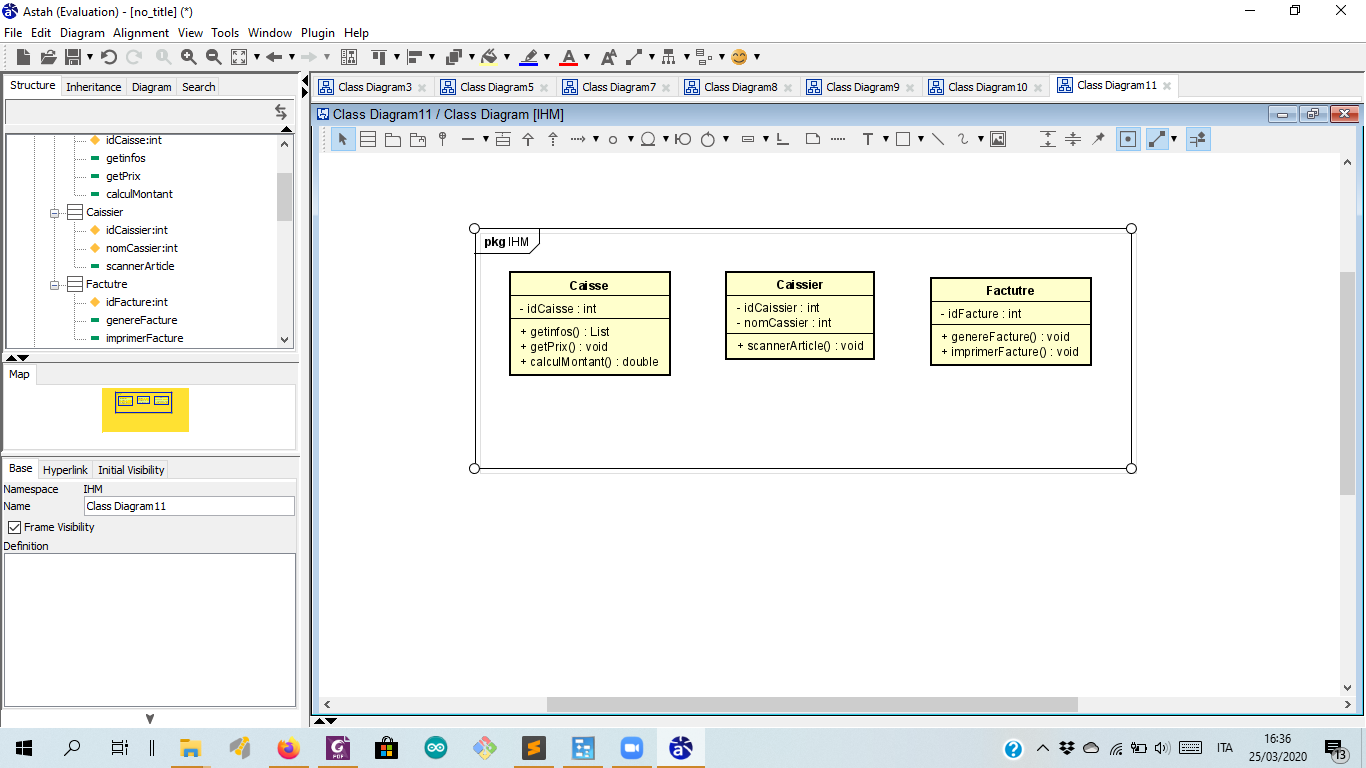 Astah (Evaluation) - [no_title] (*)
File Edit Diagram Alignment View Tools Window Plugin Help
Structure Inheritance Diagram Search
Class Diagram3 Class Diagram5 Class Diagram7 Class Diagram8 Class Diagram9 Class Diagram10 Class Diagram11
Class Diagram11 / Class Diagram [IHM]
idCaisse:int
getinfos
getPrix
calculMontant
Caissier
idCaissier:int
nomCassier:int
scannerArticle
Factutre
idFacture:int
genereFacture
imprimerFacture
Map
Base Hyperlink Initial Visibility
Namespace IHM
Name Class Diagram11
Frame Visibility
Definition
pkg IHM
Caisse
- idCaisse : int
+ getinfos() : List
+ getPrix() : void
+ calculMontant() : double
Caissier
- idCaissier : int
- nomCassier : int
+ scannerArticle() : void
Factutre
- idFacture : int
+ genereFacture() : void
+ imprimerFacture() : void
PDF
ITA
16:36
25/03/2020
13